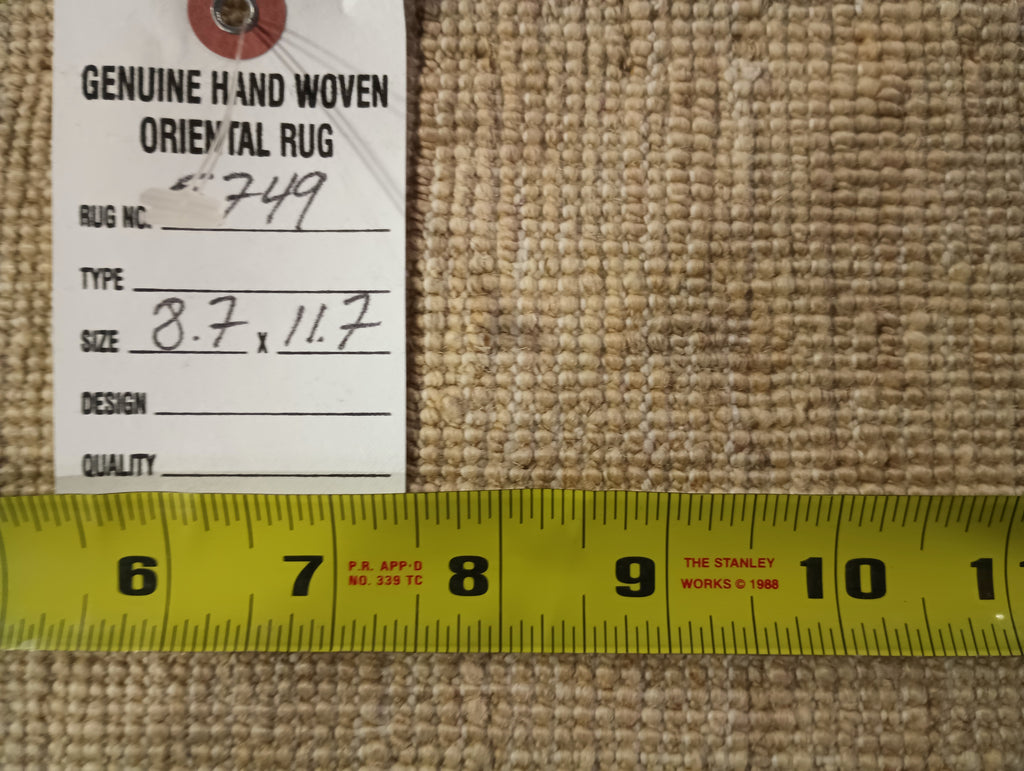 GENUINE HAND WOVEN
ORIENTAL RUG
RUG NO. 749
TYPE
SIZE 8.7 x 11.7
DESIGN
QUALITY
6 7 P.R. APP'D 8 9 THE STANLEY 10 11
NO. 339 TC WORKS © 1988